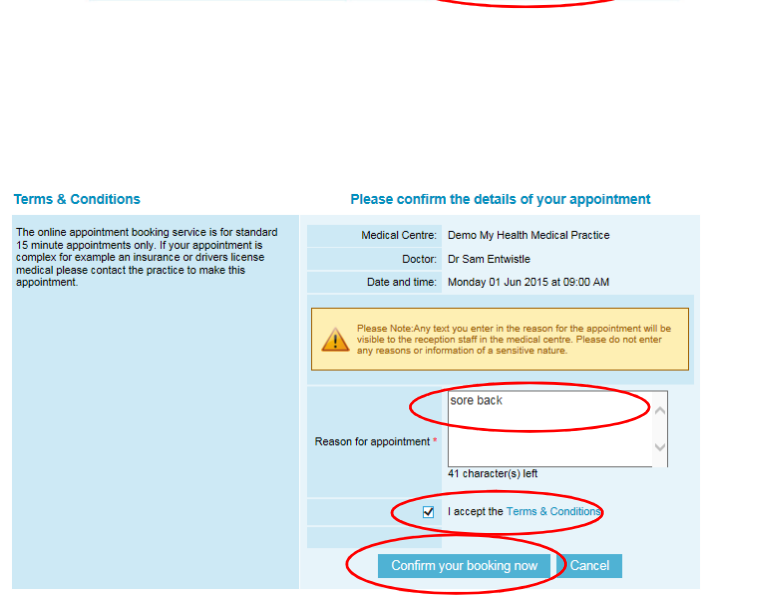 Terms & Conditions
The online appointment booking service is for standard
15 minute appointments only. If your appointment is
complex for example an insurance or drivers license
medical please contact the practice to make this
appointment.
Please confirm the details of your appointment
Medical Centre: Demo My Health Medical Practice
Doctor: Dr Sam Entwistle
Date and time: Monday 01 Jun 2015 at 09:00 AM
Please Note:Any text you enter in the reason for the appointment will be
visible to the reception staff in the medical centre. Please do not enter
any reasons or information of a sensitive nature.
Reason for appointment *
sore back
41 character(s) left
I accept the Terms & Conditions
Confirm your booking now Cancel